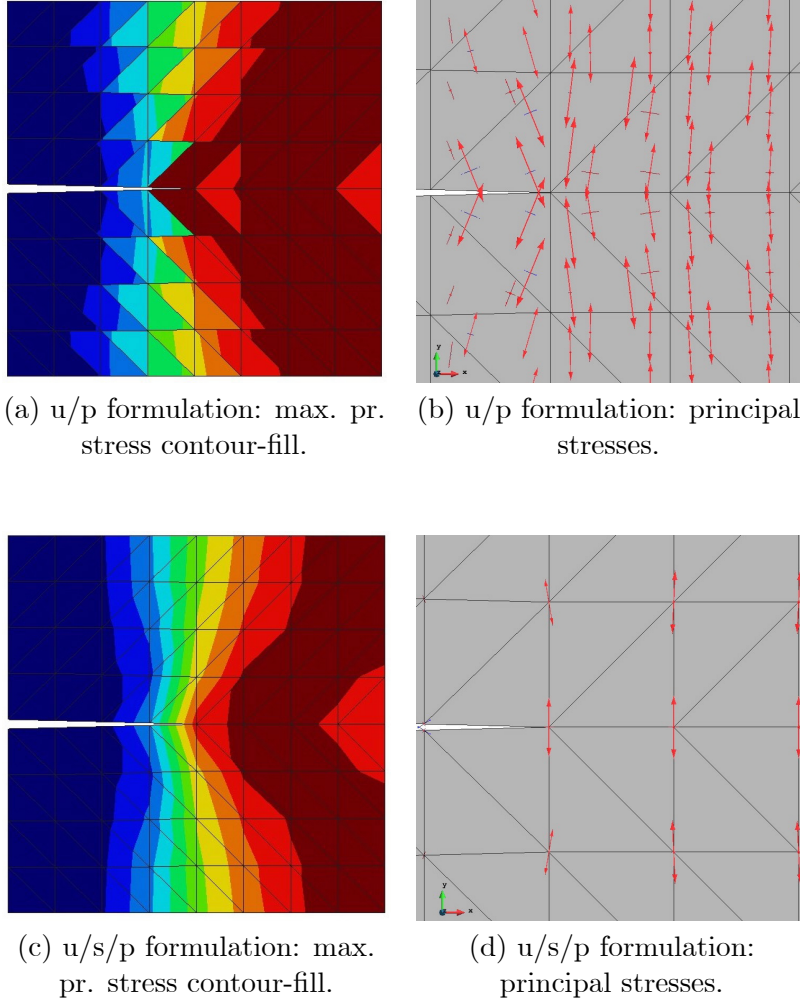 y
x
(a) u/p formulation: max. pr.
stress contour-fill.
(b) u/p formulation: principal
stresses.
y
x
(c) u/s/p formulation: max.
pr. stress contour-fill.
(d) u/s/p formulation:
principal stresses.